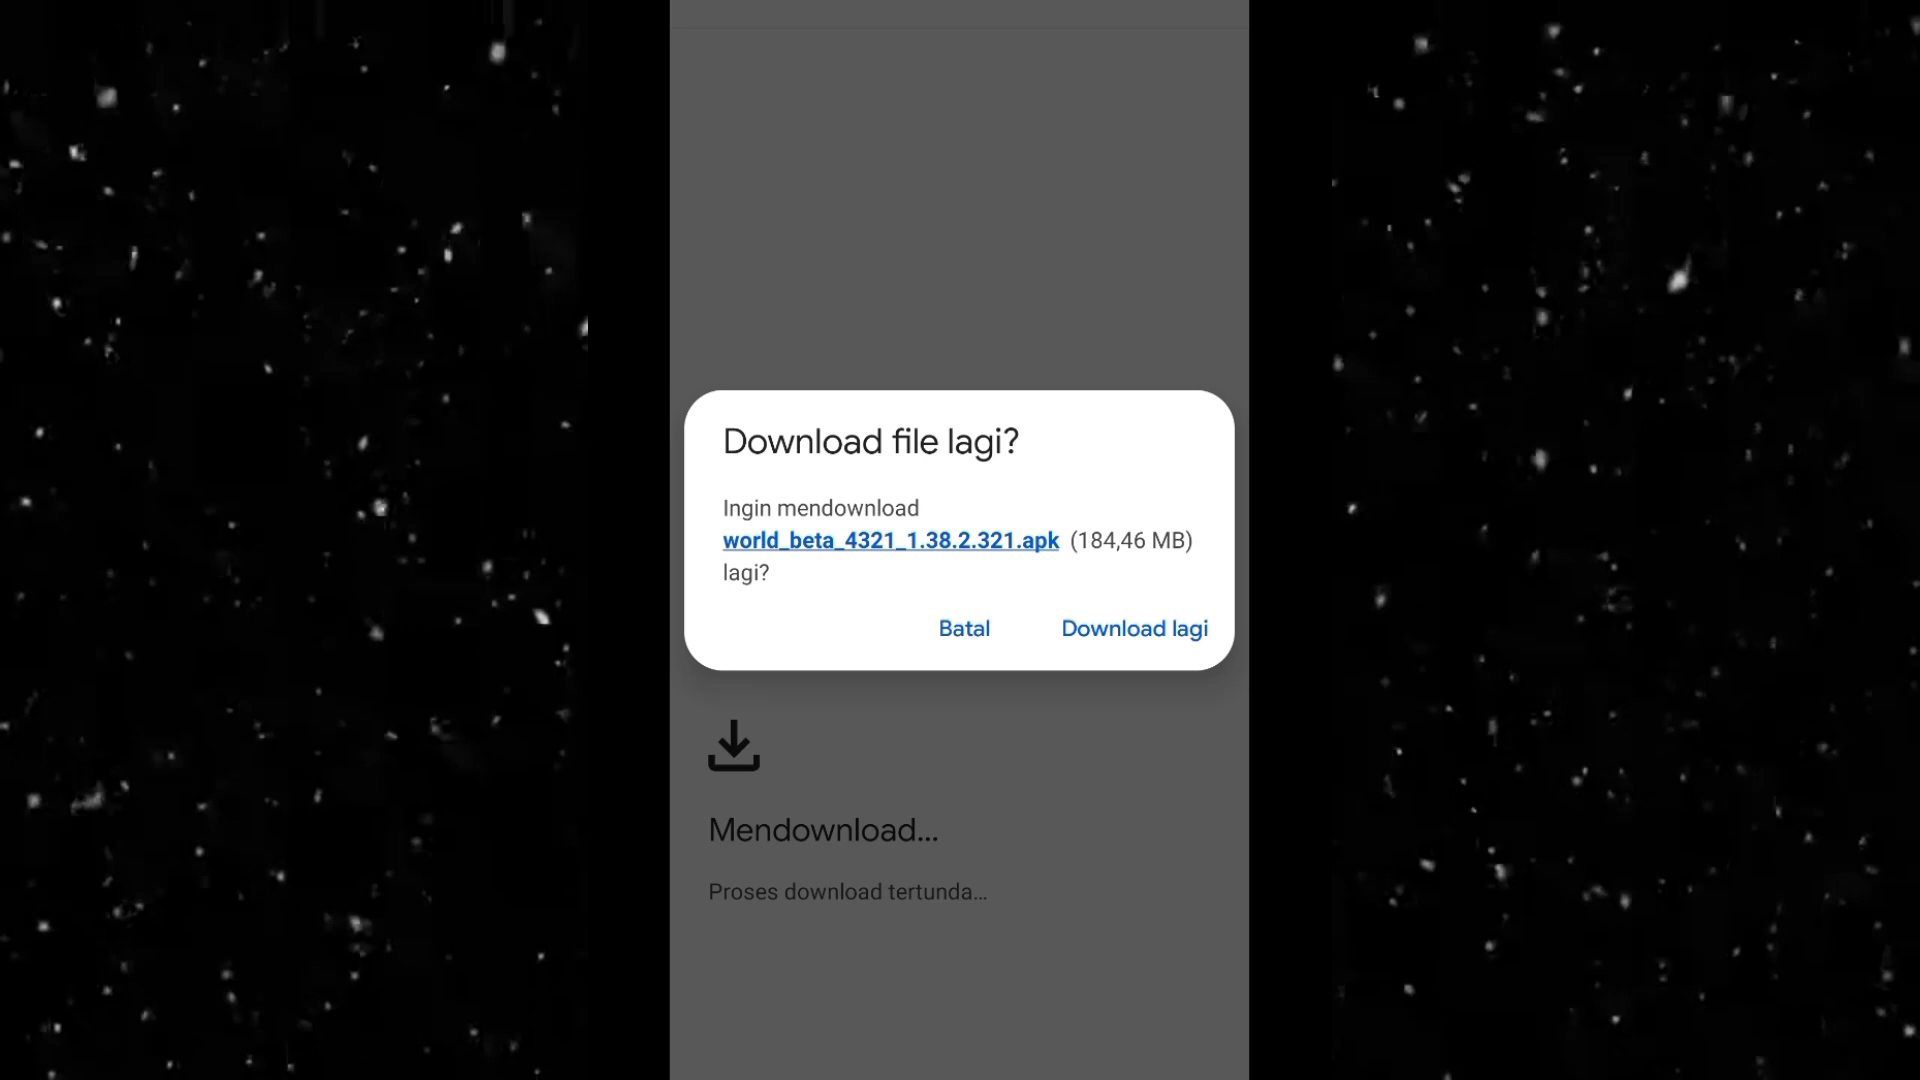 Download file lagi?
Ingin mendownload
world_beta_4321_1.38.2.321.apk (184,46 MB)
lagi?
Batal Download lagi
Mendownload...
Proses download tertunda...